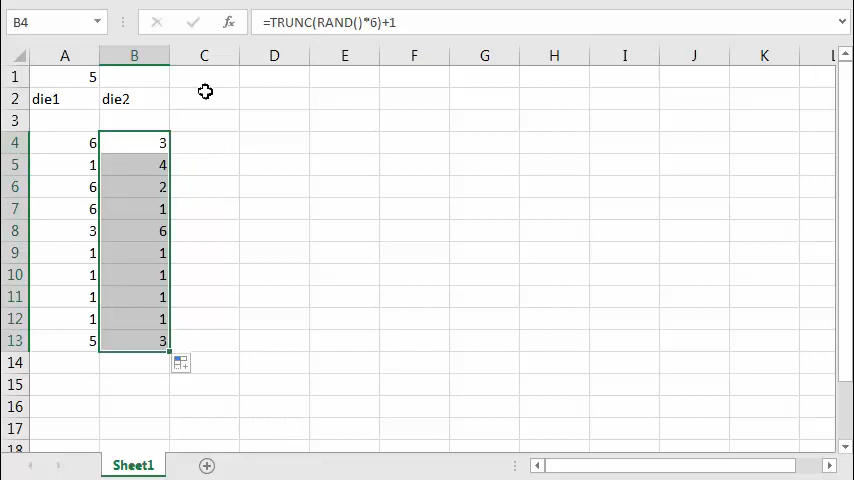 B4 fx =TRUNC(RAND()*6)+1
A B C D E F G H I J K L
1 5
2 die1 die2
3
4 6 3
5 1 4
6 6 2
7 6 1
8 3 6
9 1 1
10 1 1
11 1 1
12 1 1
13 5 3
14
15
16
17
18
Sheet1